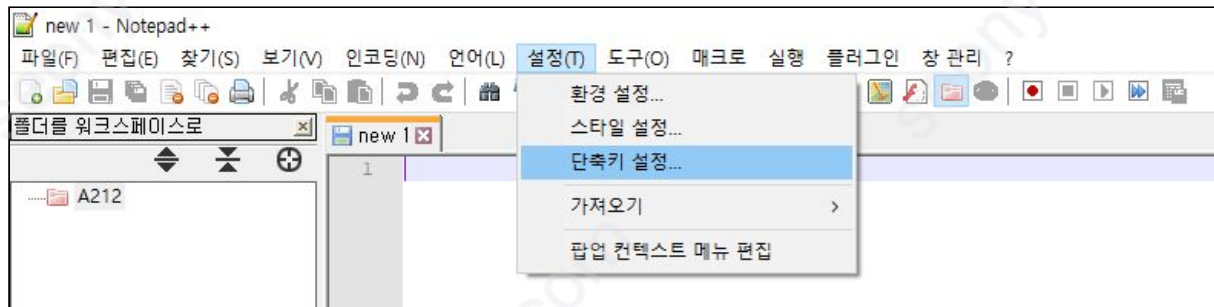 new 1 - Notepad++
파일(F) 편집(E) 찾기(S) 보기(V) 인코딩(N) 언어(L) 설정(T) 도구(O) 매크로 실행 플러그인 창 관리 ?
환경 설정...
폴더를 워크스페이스로
new 1
스타일 설정...
단축키 설정...
1
A212
가져오기
팝업 컨텍스트 메뉴 편집